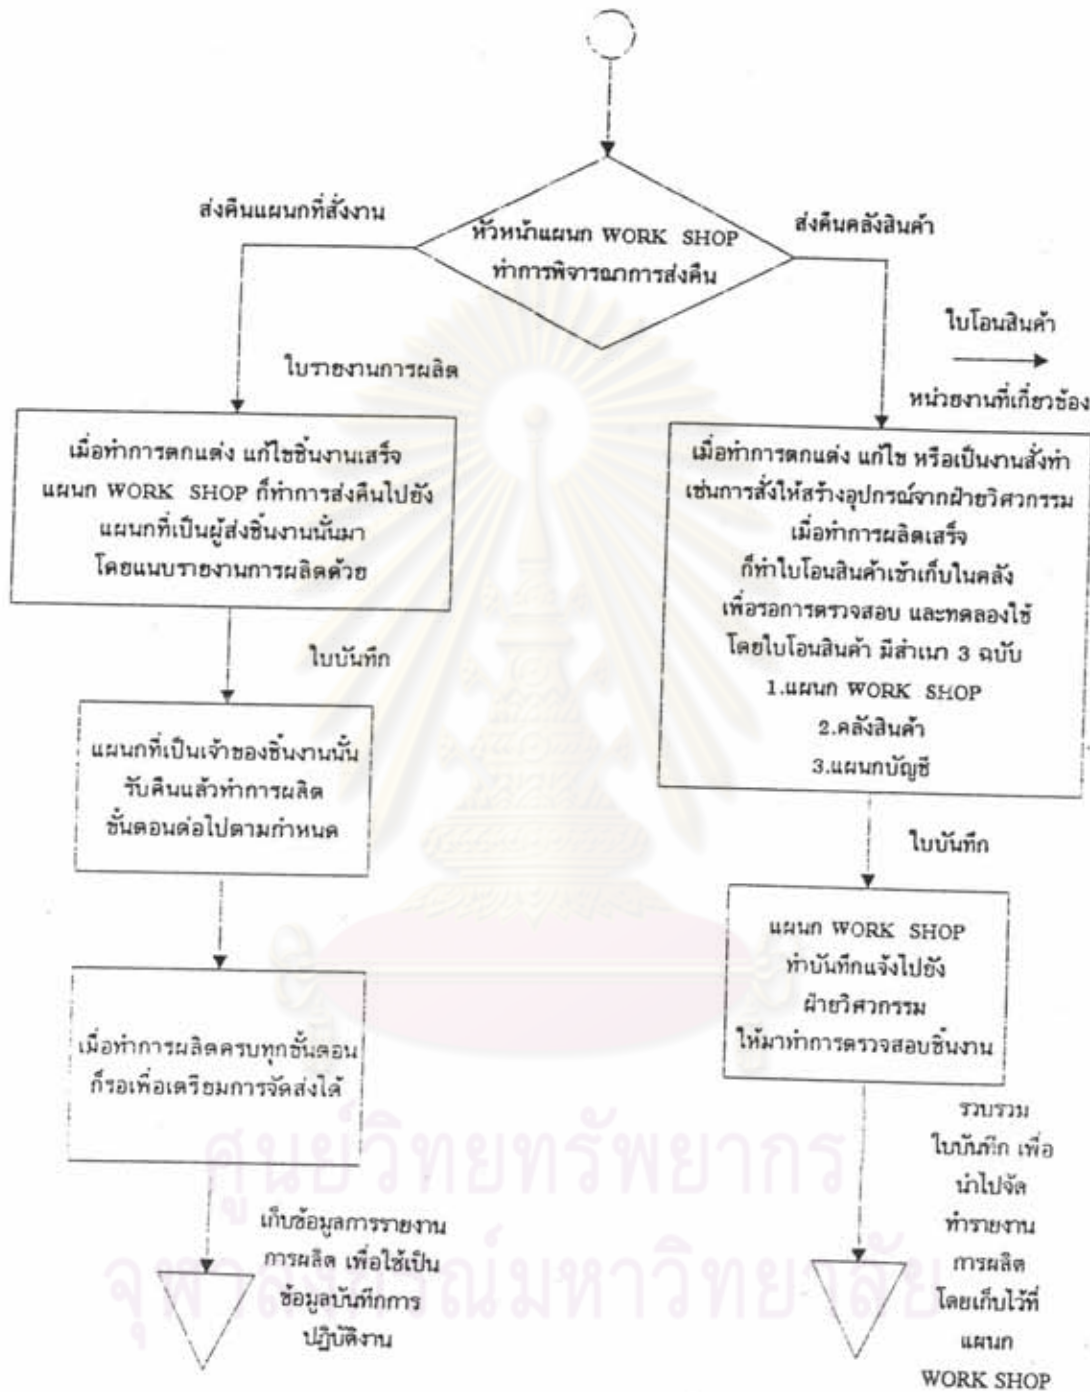 ส่งคืนแผนกที่สั่งงาน
หัวหน้าแผนก WORK SHOP
ทำการพิจารณาการส่งคืน
ส่งคืนคลังสินค้า
ใบโอนสินค้า
หน่วยงานที่เกี่ยวข้อง
ใบรายงานการผลิต
เมื่อทำการตกแต่ง แก้ไขชิ้นงานเสร็จ
แผนก WORK SHOP ก็ทำการส่งคืนไปยัง
แผนกที่เป็นผู้ส่งชิ้นงานนั้นมา
โดยแนบรายงานการผลิตด้วย
ใบบันทึก
แผนกที่เป็นเจ้าของชิ้นงานนั้น
รับคืนแล้วทำการผลิต
ขั้นตอนต่อไปตามกำหนด
เมื่อทำการผลิตครบทุกขั้นตอน
ก็รอเพื่อเตรียมการจัดส่งได้
เก็บข้อมูลการรายงาน
การผลิต เพื่อใช้เป็น
ข้อมูลบันทึกการ
ปฏิบัติงาน
เมื่อทำการตกแต่ง แก้ไข หรือเป็นงานสั่งทำ
เช่นการสั่งให้สร้างอุปกรณ์จากฝ่ายวิศวกรรม
เมื่อทำการผลิตเสร็จ
ก็ทำใบโอนสินค้าเข้าเก็บในคลัง
เพื่อรอการตรวจสอบ และทดลองใช้
โดยใบโอนสินค้า มีสำเนา 3 ฉบับ
1.แผนก WORK SHOP
2.คลังสินค้า
3.แผนกบัญชี
ใบบันทึก
แผนก WORK SHOP
ทำบันทึกแจ้งไปยัง
ฝ่ายวิศวกรรม
ให้มาทำการตรวจสอบชิ้นงาน
รวบรวม
ใบบันทึก เพื่อ
นำไปจัด
ทำรายงาน
การผลิต
โดยเก็บไว้ที่
แผนก
WORK SHOP
ศูนย์วิทยทรัพยากร
จุฬาลงกรณ์มหาวิทยาลัย